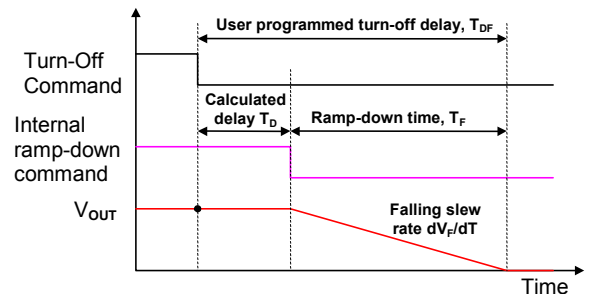 User programmed turn-off delay, TDF
Turn-Off
Command
Calculated
delay TD
Ramp-down time, TF
Internal
ramp-down
command
VOUT
Falling slew
rate dVF/dT
Time